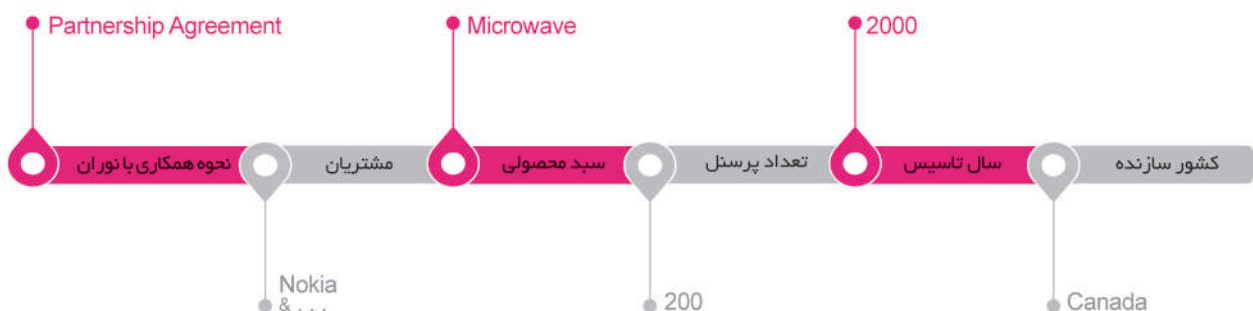 Partnership Agreement
Microwave
2000
کشور سازنده
سال تاسیس
تعداد پرسنل
سبد محصولی
مشتریان
نحوه همکاری با نوران
Nokia
& . . .
200
Canada